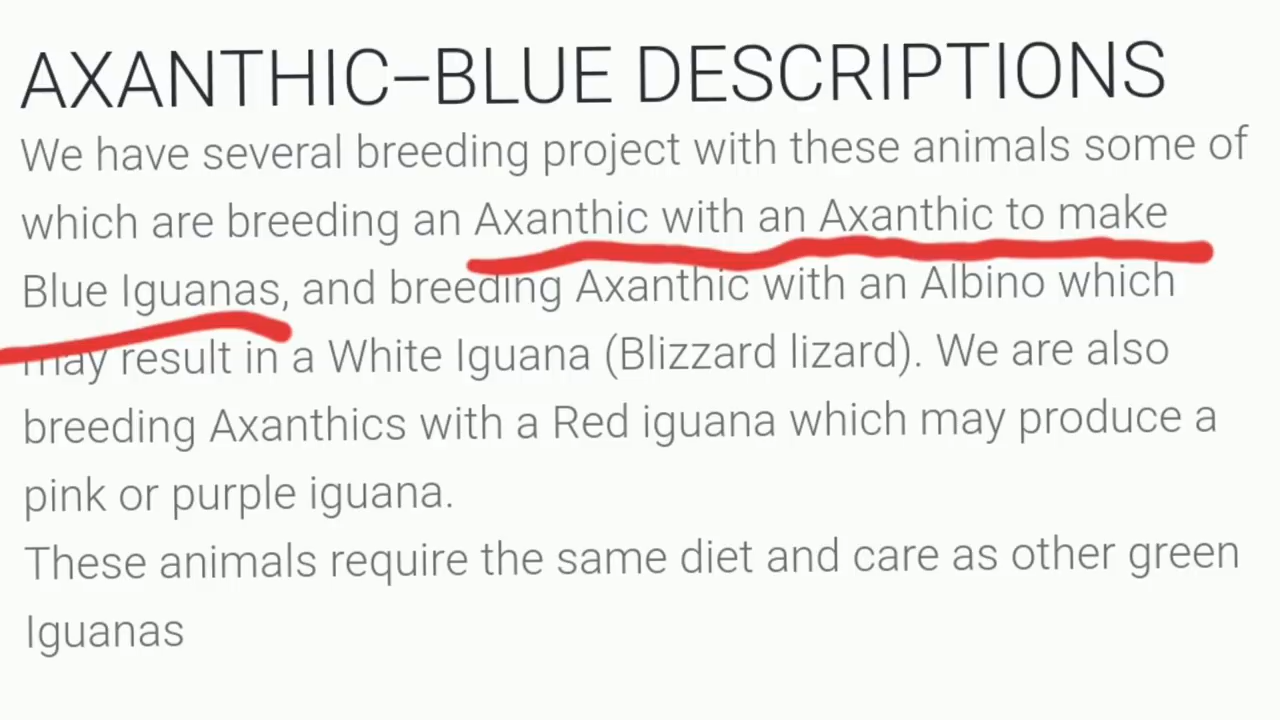 AXANTHIC–BLUE DESCRIPTIONS
We have several breeding project with these animals some of
which are breeding an Axanthic with an Axanthic to make
Blue Iguanas, and breeding Axanthic with an Albino which
may result in a White Iguana (Blizzard lizard). We are also
breeding Axanthics with a Red iguana which may produce a
pink or purple iguana.
These animals require the same diet and care as other green
Iguanas